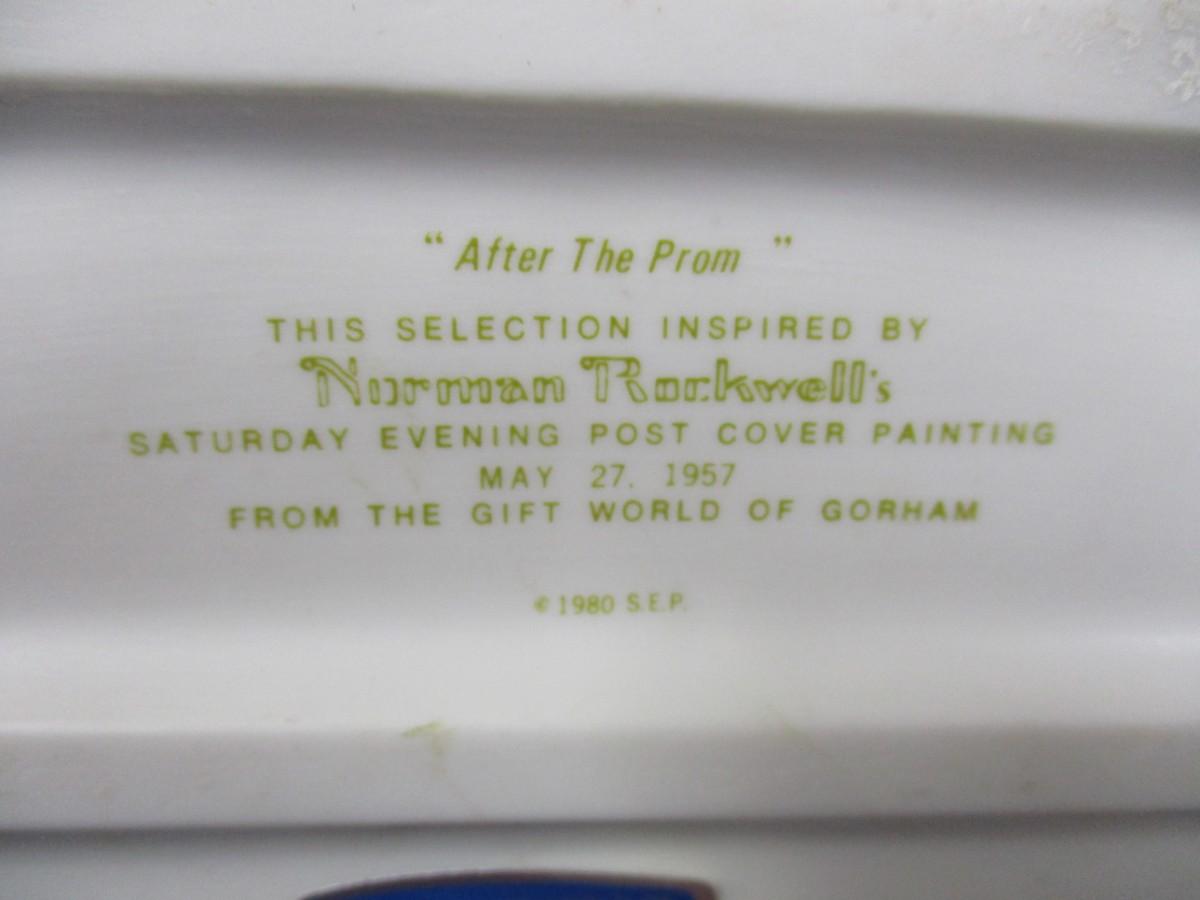 “ After The Prom ”
THIS SELECTION INSPIRED BY
Norman Rockwell's
SATURDAY EVENING POST COVER PAINTING
MAY 27. 1957
FROM THE GIFT WORLD OF GORHAM
© 1980 S.E.P.